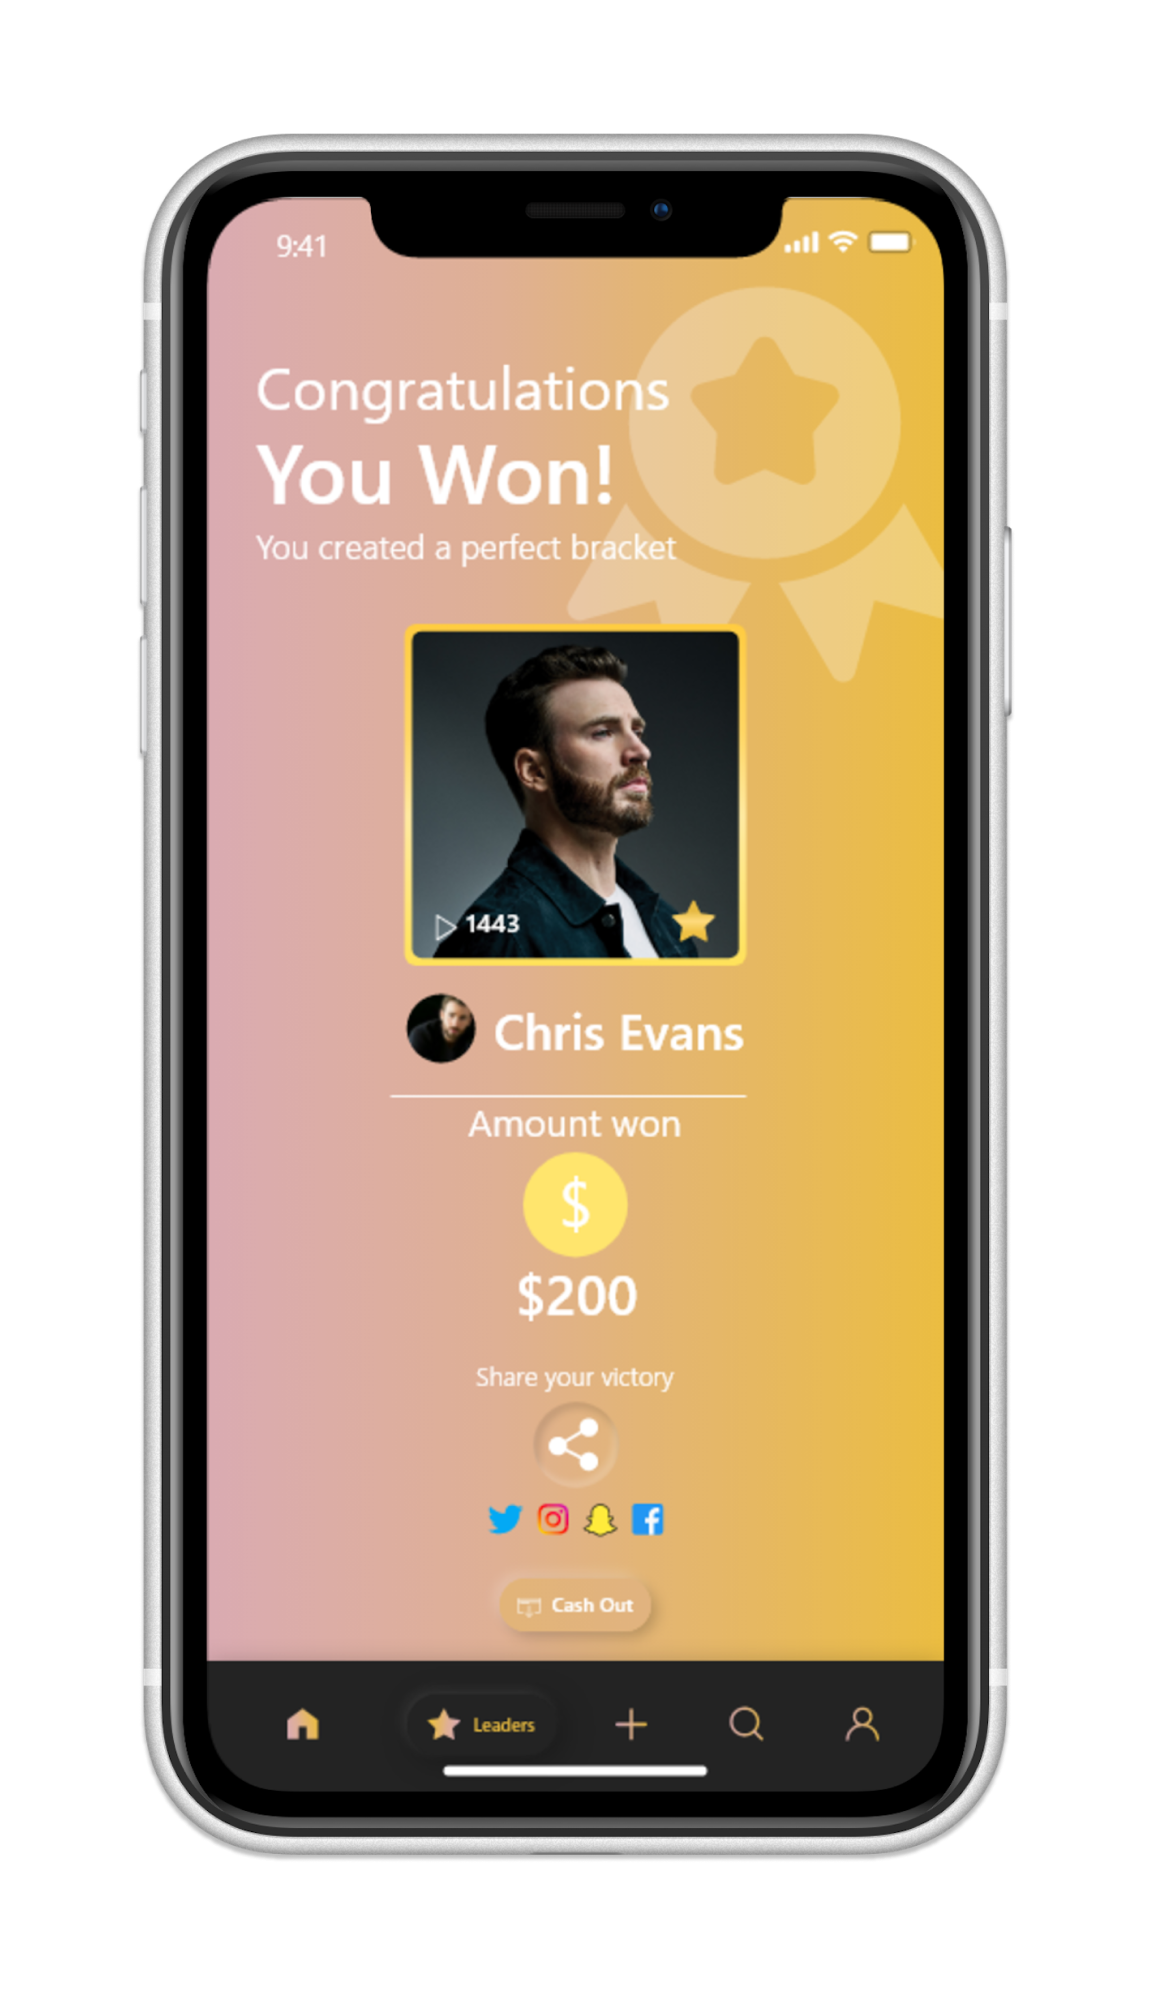 9:41
Congratulations
You Won!
You created a perfect bracket
1443
Chris Evans
Amount won
$
$200
Share your victory
Cash Out
Leaders